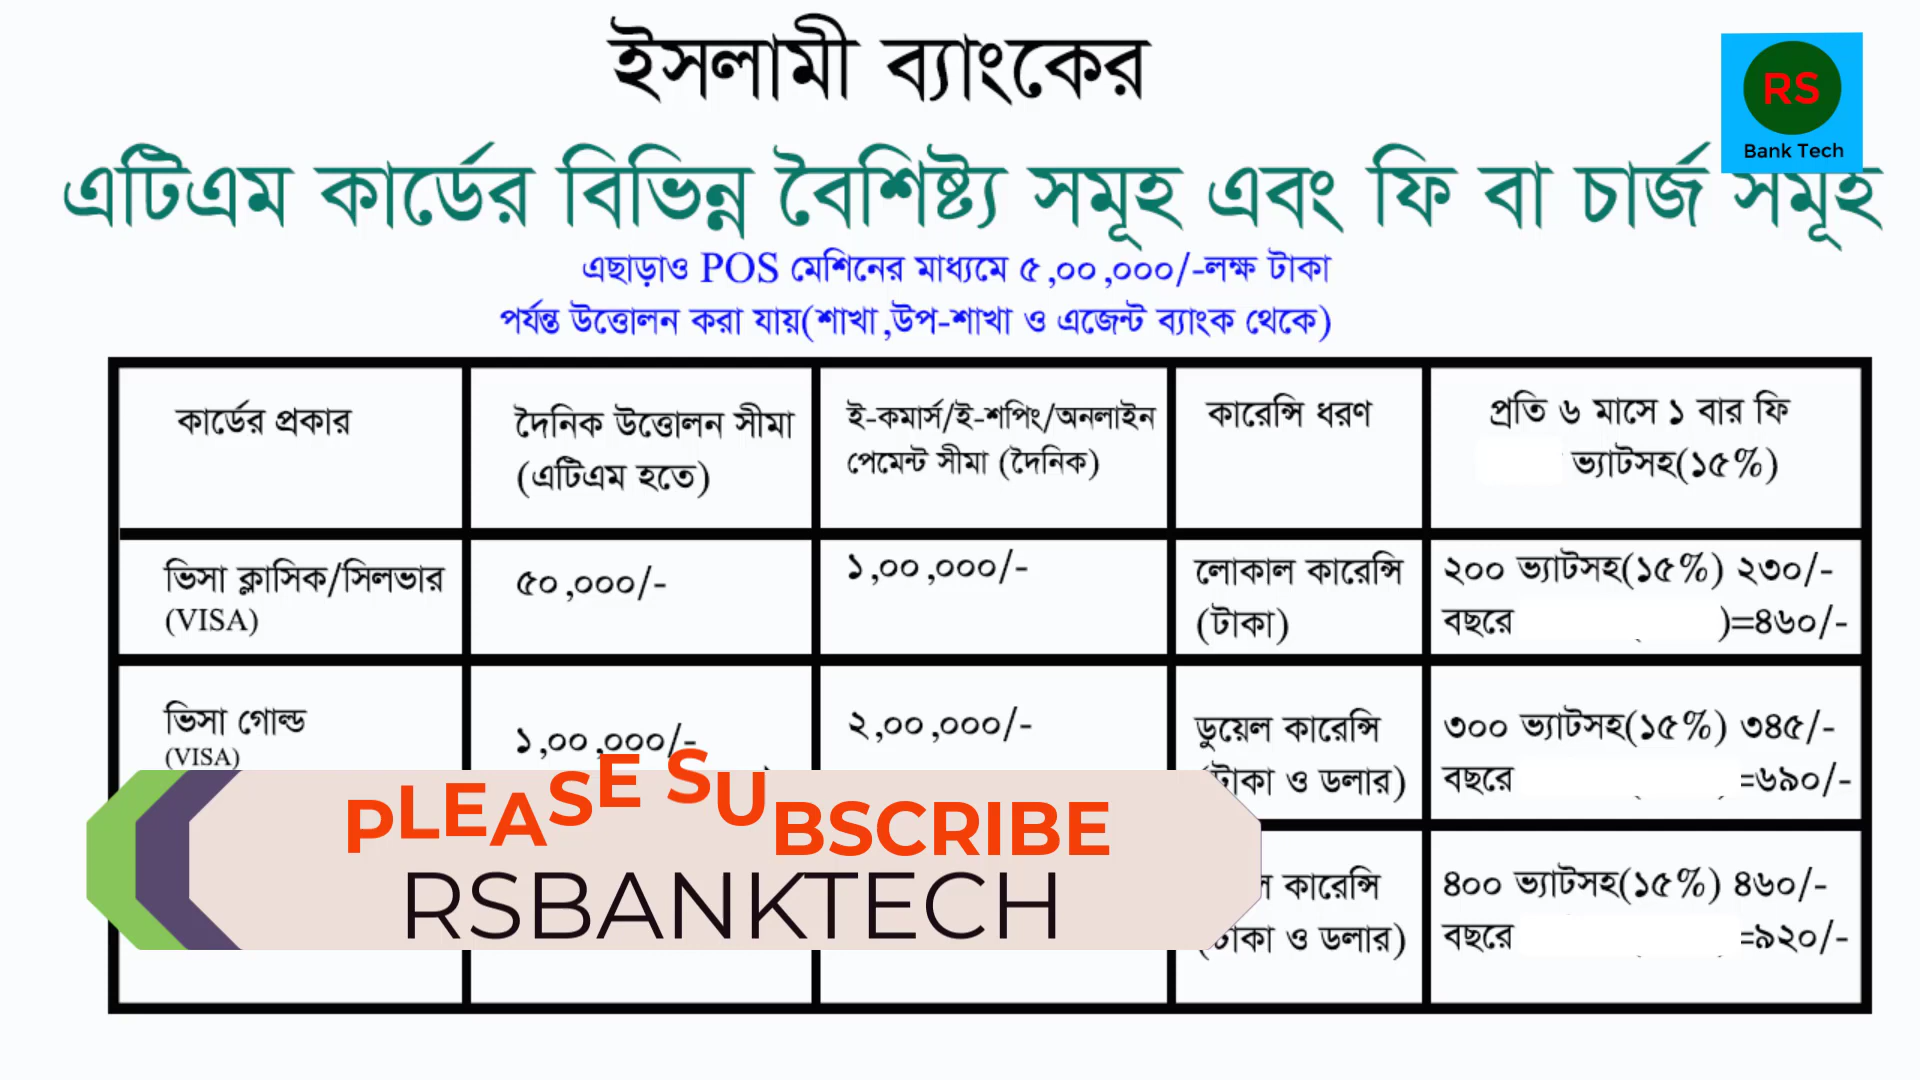 ইসলামী ব্যাংকের
RS
Bank Tech
এটিএম কার্ডের বিভিন্ন বৈশিষ্ট্য সমূহ এবং ফি বা চার্জ সমূহ
এছাড়াও POS মেশিনের মাধ্যমে ৫,০০,০০০/-লক্ষ টাকা
পর্যন্ত উত্তোলন করা যায়(শাখা,উপ-শাখা ও এজেন্ট ব্যাংক থেকে)
কার্ডের প্রকার
দৈনিক উত্তোলন সীমা
(এটিএম হতে)
ই-কমার্স/ই-শপিং/অনলাইন
পেমেন্ট সীমা (দৈনিক)
কারেন্সি ধরণ
প্রতি ৬ মাসে ১ বার ফি
ভ্যাটসহ(১৫%)
ভিসা ক্লাসিক/সিলভার
(VISA)
৫০,০০০/-
১,০০,০০০/-
লোকাল কারেন্সি
(টাকা)
২০০ ভ্যাটসহ(১৫%) ২৩০/-
বছরে )=৪৬০/-
ভিসা গোল্ড
(VISA)
১,০০,০০০/-
২,০০,০০০/-
ডুয়েল কারেন্সি
(টাকা ও ডলার)
৩০০ ভ্যাটসহ(১৫%) ৩৪৫/-
বছরে =৬৯০/-
কারেন্সি
(টাকা ও ডলার)
৪০০ ভ্যাটসহ(১৫%) ৪৬০/-
বছরে =৯২০/-
PLEASE SUBSCRIBE
RSBANKTECH